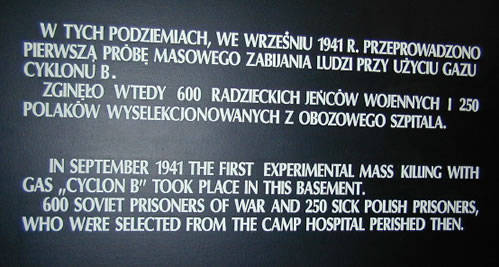 W TYCH PODZIEMIACH, WE WRZEŚNIU 1941 R. PRZEPROWADZONO
PIERWSZĄ PRÓBĘ MASOWEGO ZABIJANIA LUDZI PRZY UŻYCIU GAZU
CYKLONU B.
ZGINĘŁO WTEDY 600 RADZIECKICH JEŃCÓW WOJENNYCH I 250
POLAKÓW WYSELEKCJONOWANYCH Z OBOZOWEGO SZPITALA.
IN SEPTEMBER 1941 THE FIRST EXPERIMENTAL MASS KILLING WITH
GAS „CYCLON B” TOOK PLACE IN THIS BASEMENT.
600 SOVIET PRISONERS OF WAR AND 250 SICK POLISH PRISONERS,
WHO WERE SELECTED FROM THE CAMP HOSPITAL PERISHED THEN.